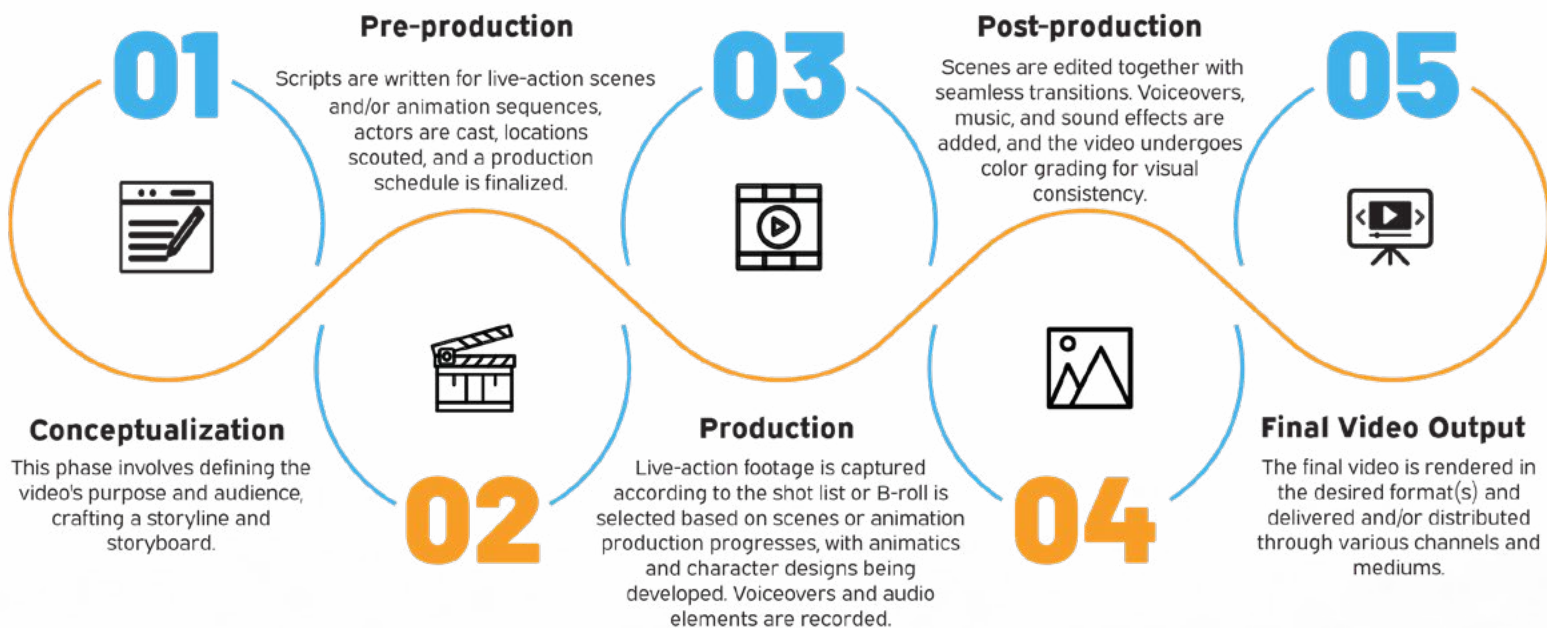 01
Conceptualization
This phase involves defining the
video's purpose and audience,
crafting a storyline and
storyboard.
Pre-production
Scripts are written for live-action scenes
and/or animation sequences,
actors are cast, locations
scouted, and a production
schedule is finalized.
02
03
Production
Live-action footage is captured
according to the shot list or B-roll is
selected based on scenes or animation
production progresses, with animatics
and character designs being
developed. Voiceovers and audio
elements are recorded.
Post-production
Scenes are edited together with
seamless transitions. Voiceovers,
music, and sound effects are
added, and the video undergoes
color grading for visual
consistency.
04
05
Final Video Output
The final video is rendered in
the desired format(s) and
delivered and/or distributed
through various channels and
mediums.